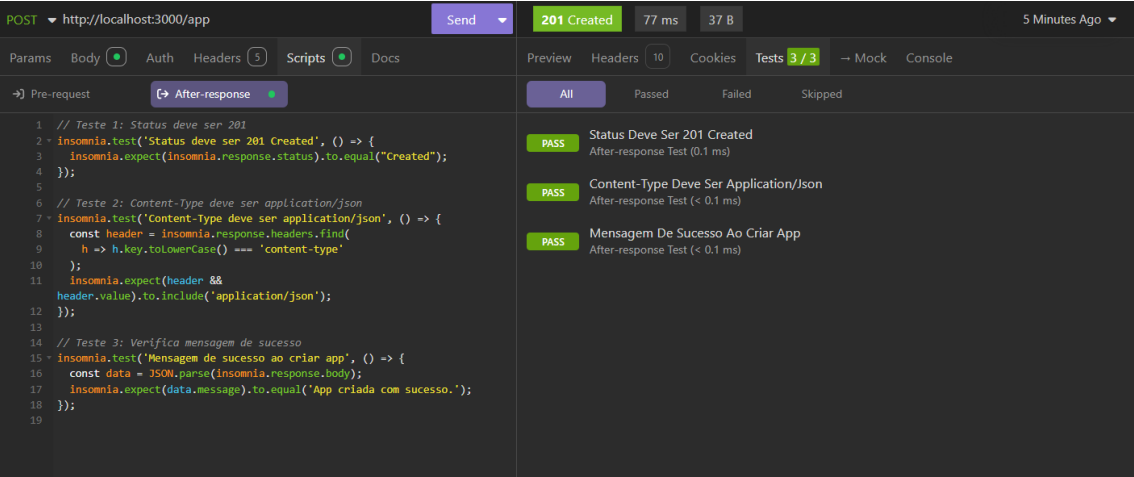 POST http://localhost:3000/app Send
201 Created 77 ms 37 B 5 Minutes Ago
Params Body Auth Headers 5 Scripts Docs
Preview Headers 10 Cookies Tests 3 / 3 → Mock Console
Pre-request After-response
All Passed Failed Skipped
1 // Teste 1: Status deve ser 201
2 insomnia.test('Status deve ser 201 Created', () => {
3 insomnia.expect(insomnia.response.status).to.equal("Created");
4 });
5
6 // Teste 2: Content-Type deve ser application/json
7 insomnia.test('Content-Type deve ser application/json', () => {
8 const header = insomnia.response.headers.find(
9 h => h.key.toLowerCase() === 'content-type'
10 );
11 insomnia.expect(header &&
header.value).to.include('application/json');
12 });
13
14 // Teste 3: Verifica mensagem de sucesso
15 insomnia.test('Mensagem de sucesso ao criar app', () => {
16 const data = JSON.parse(insomnia.response.body);
17 insomnia.expect(data.message).to.equal('App criada com sucesso.');
18 });
19
PASS Status Deve Ser 201 Created
After-response Test (0.1 ms)
PASS Content-Type Deve Ser Application/Json
After-response Test (< 0.1 ms)
PASS Mensagem De Sucesso Ao Criar App
After-response Test (< 0.1 ms)